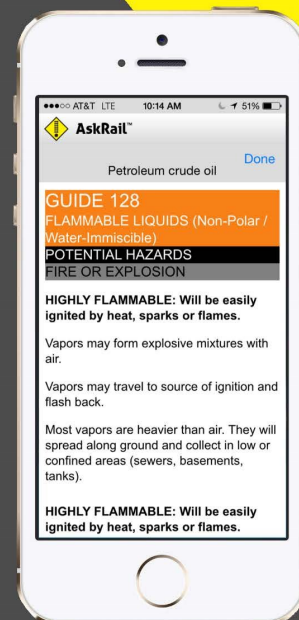 AT&T LTE 10:14 AM 51%
AskRail™
Done
Petroleum crude oil
GUIDE 128
FLAMMABLE LIQUIDS (Non-Polar /
Water-Immiscible)
POTENTIAL HAZARDS
FIRE OR EXPLOSION
HIGHLY FLAMMABLE: Will be easily
ignited by heat, sparks or flames.
Vapors may form explosive mixtures with
air.
Vapors may travel to source of ignition and
flash back.
Most vapors are heavier than air. They will
spread along ground and collect in low or
confined areas (sewers, basements,
tanks).
HIGHLY FLAMMABLE: Will be easily
ignited by heat, sparks or flames.